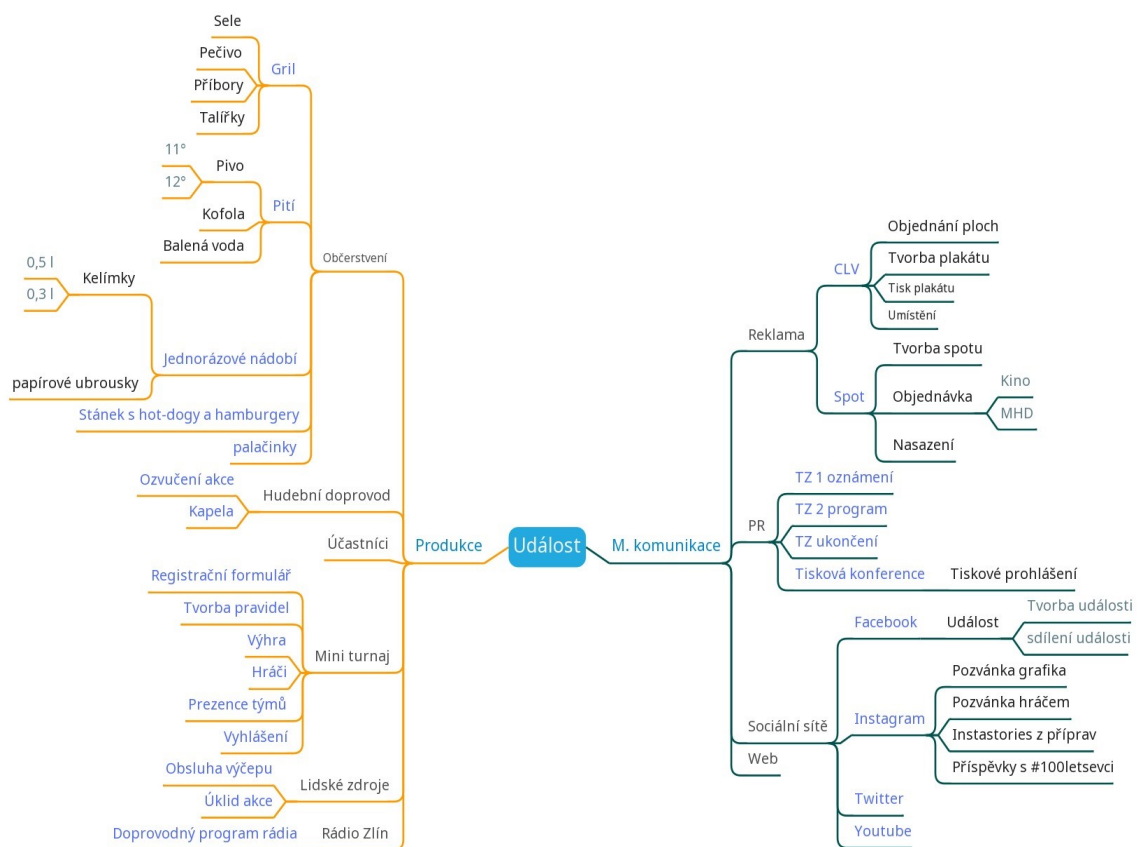 Sele
Pečivo
Gril
Příbory
Talířky
11°
Pivo
12°
Pití
Kofola
Balená voda
Občerstvení
0,5 l
Kelímky
0,3 l
Jednorázové nádobí
papírové ubrousky
Stánek s hot-dogy a hamburgery
palačinky
Ozvučení akce
Hudební doprovod
Kapela
Účastníci
Produkce
Registrační formulář
Tvorba pravidel
Výhra
Mini turnaj
Hráči
Prezence týmů
Vyhlášení
Obsluha výčepu
Lidské zdroje
Úklid akce
Doprovodný program rádia
Rádio Zlín
Událost
M. komunikace
Objednání ploch
Tvorba plakátu
CLV
Tisk plakátu
Umístění
Reklama
Tvorba spotu
Kino
Spot
Objednávka
MHD
Nasazení
TZ 1 oznámení
TZ 2 program
PR
TZ ukončení
Tisková konference
Tiskové prohlášení
Tvorba události
Facebook
Událost
sdílení události
Pozvánka grafika
Pozvánka hráčem
Sociální sítě
Instagram
Instastories z příprav
Web
Příspěvky s #100letsevci
Twitter
Youtube